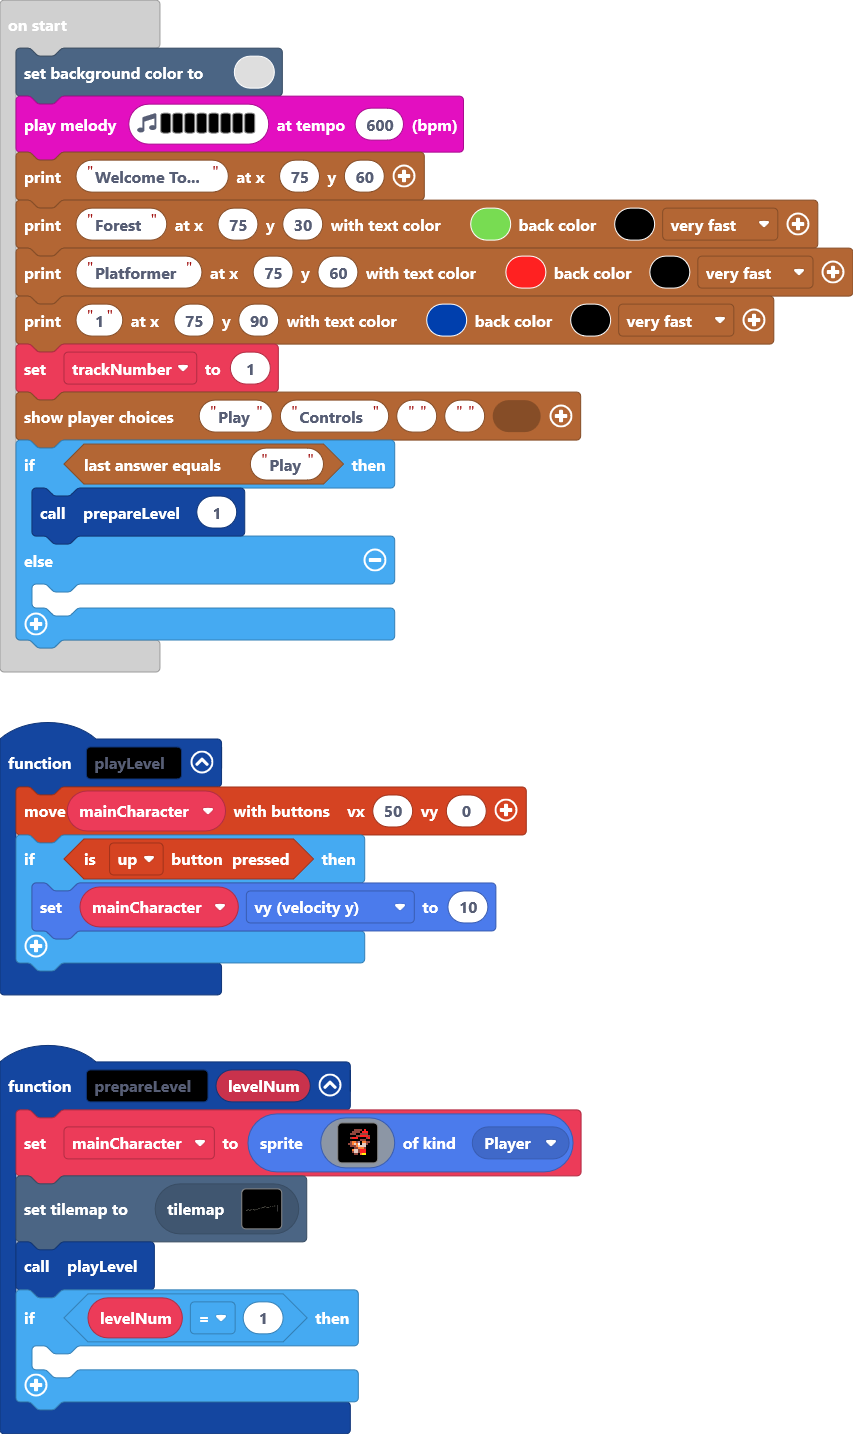 on start
set background color to
play melody at tempo 600 (bpm)
print "Welcome To... " at x 75 y 60
print "Forest " at x 75 y 30 with text color back color very fast
print "Platformer " at x 75 y 60 with text color back color very fast
print "1" at x 75 y 90 with text color back color very fast
set trackNumber to 1
show player choices "Play " "Controls " " " " "
if last answer equals "Play " then
call prepareLevel 1
else
function playLevel
move mainCharacter with buttons vx 50 vy 0
if is up button pressed then
set mainCharacter vy (velocity y) to 10
function prepareLevel levelNum
set mainCharacter to sprite of kind Player
set tilemap to tilemap
call playLevel
if levelNum = 1 then